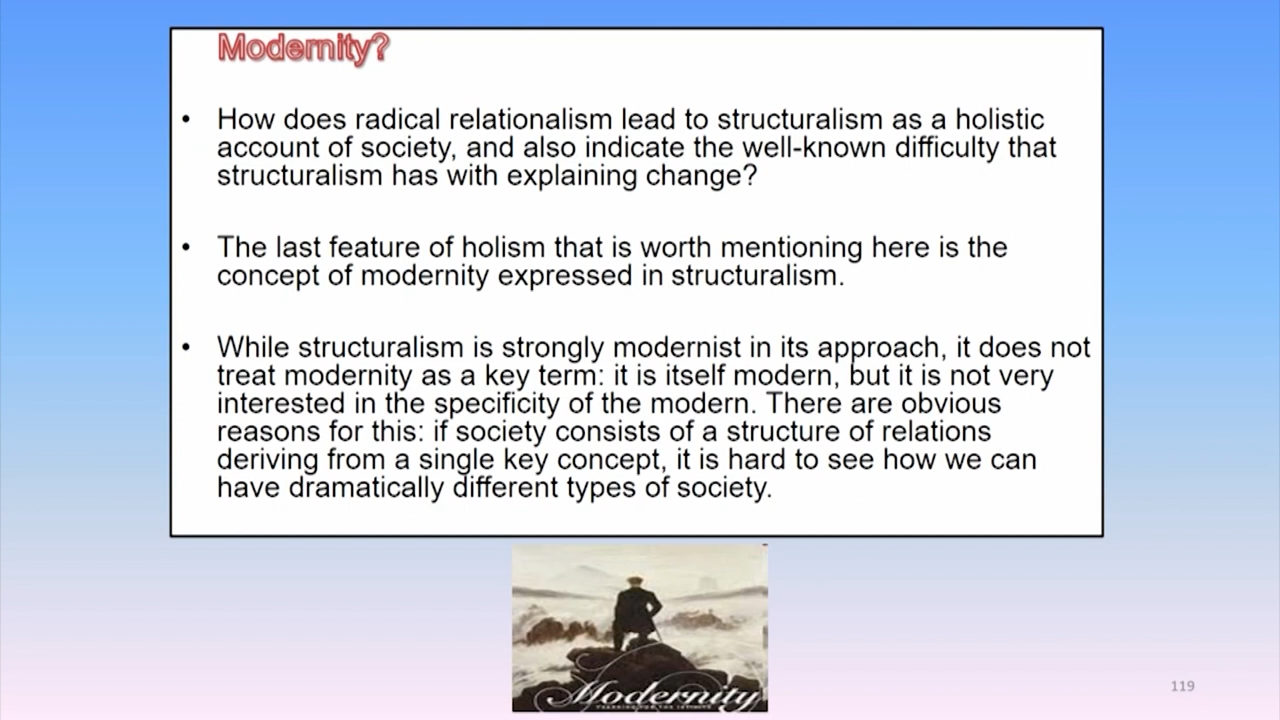 Modernity?
• How does radical relationalism lead to structuralism as a holistic
account of society, and also indicate the well-known difficulty that
structuralism has with explaining change?
• The last feature of holism that is worth mentioning here is the
concept of modernity expressed in structuralism.
• While structuralism is strongly modernist in its approach, it does not
treat modernity as a key term: it is itself modern, but it is not very
interested in the specificity of the modern. There are obvious
reasons for this: if society consists of a structure of relations
deriving from a single key concept, it is hard to see how we can
have dramatically different types of society.
Modernity
YEARNING FOR THE INFINITE
119